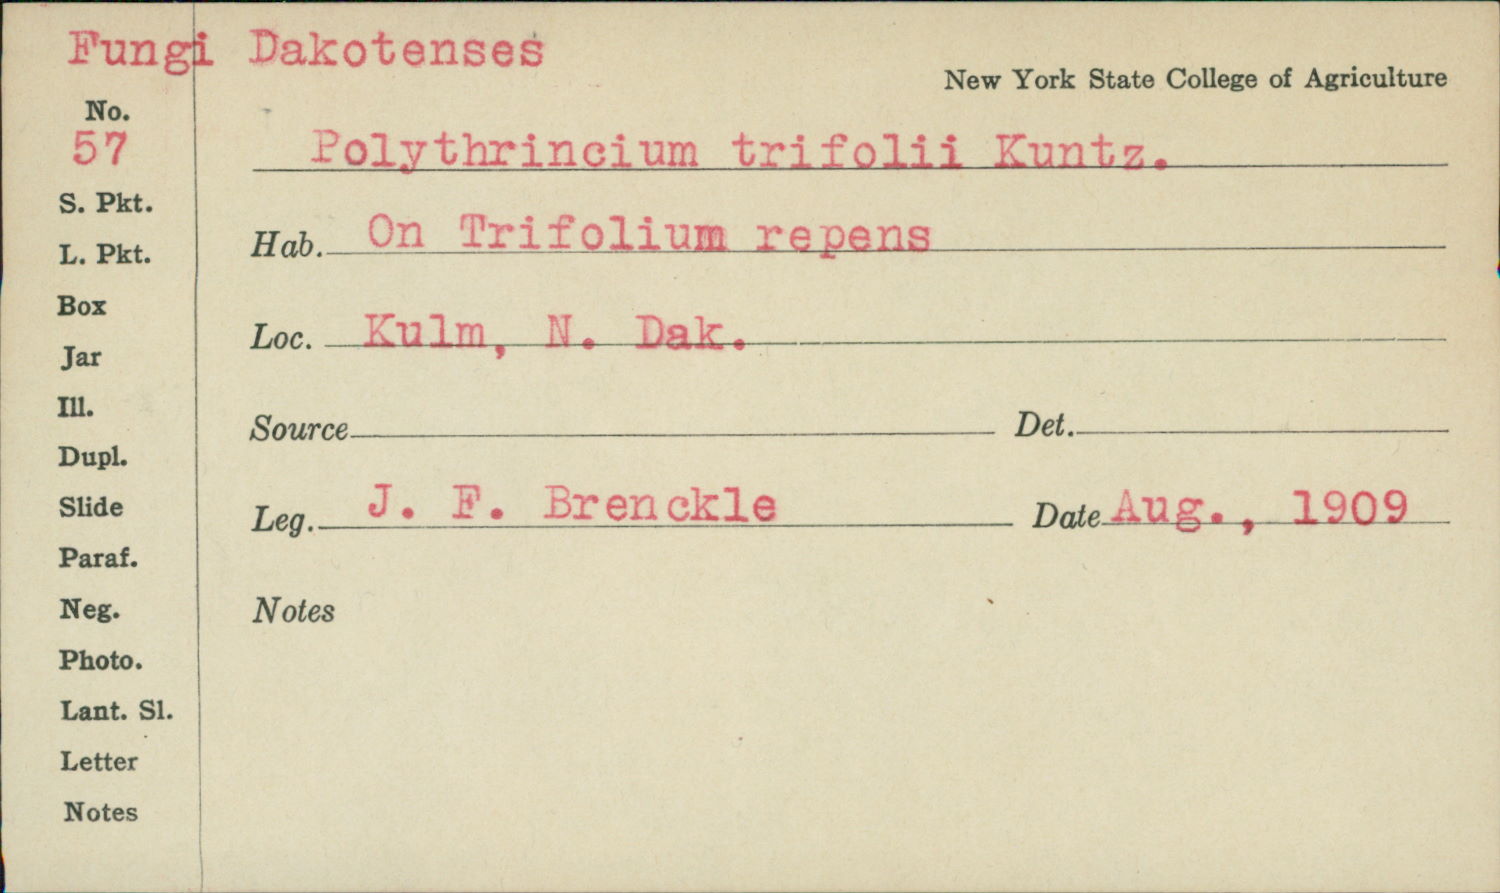 Fungi Dakotenses
New York State College of Agriculture
No.
57
Polythrincium trifolii Kuntz.
S. Pkt.
L. Pkt.
Box
Jar
Ill.
Dupl.
Slide
Paraf.
Neg.
Photo.
Lant. Sl.
Letter
Notes
Hab. On Trifolium repens
Loc. Kulm, N. Dak.
Source Det.
Leg. J. F. Brenckle Date Aug., 1909
Notes